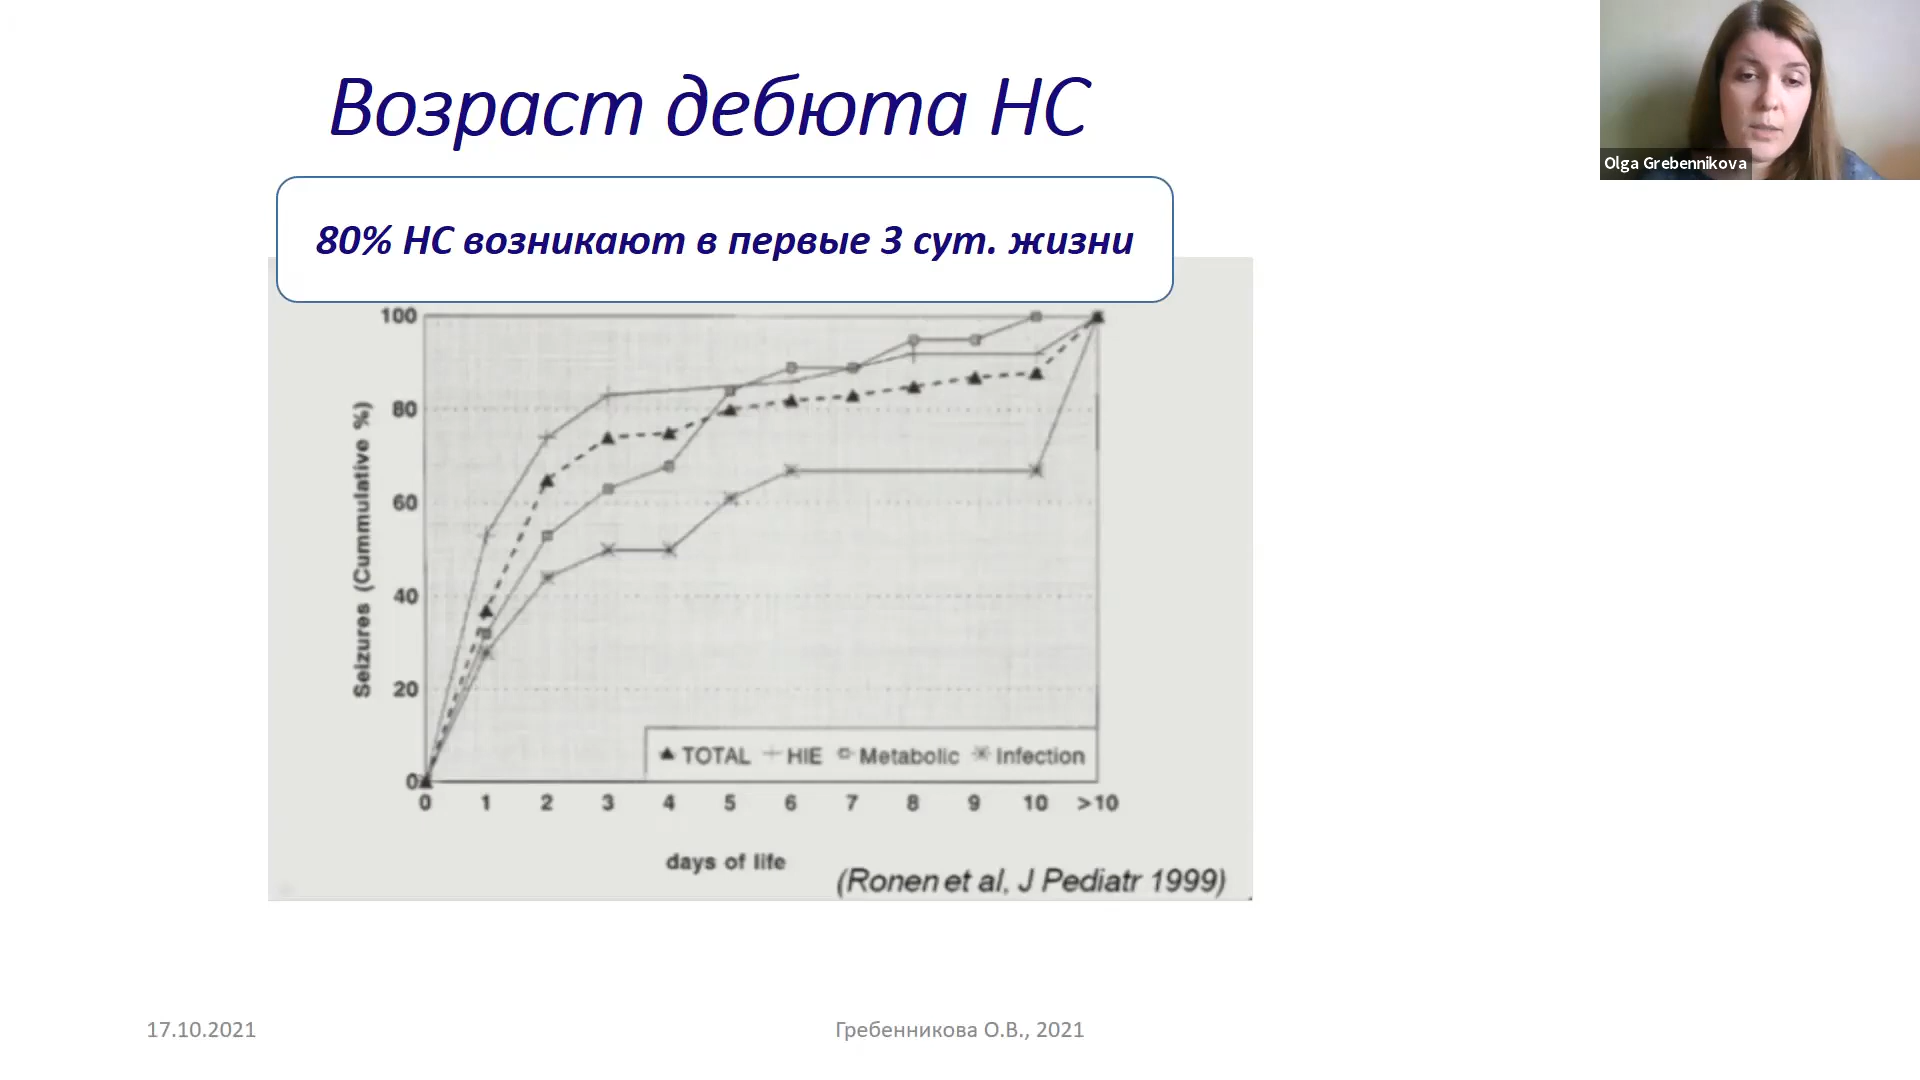 Возраст дебюта НС
Olga Grebennikova
80% НС возникают в первые 3 сут. жизни
Seizures (Cummulative %)
100
80
60
40
20
0
TOTAL HIE Metabolic Infection
0 1 2 3 4 5 6 7 8 9 10 >10
days of life
(Ronen et al, J Pediatr 1999)
17.10.2021
Гребенникова О.В., 2021